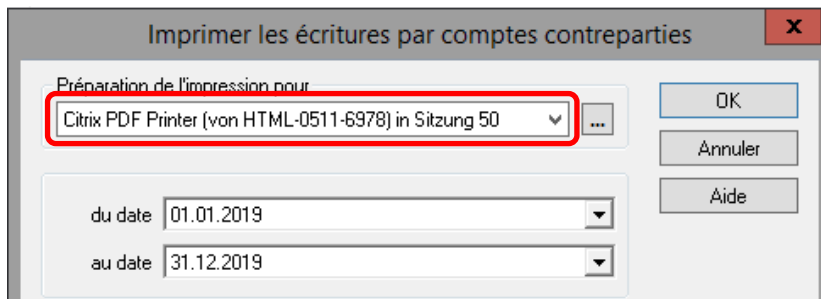 Imprimer les écritures par comptes contreparties
x
Préparation de l'impression pour
Citrix PDF Printer (von HTML-0511-6978) in Sitzung 50
...
OK
Annuler
Aide
du date 01.01.2019
au date 31.12.2019